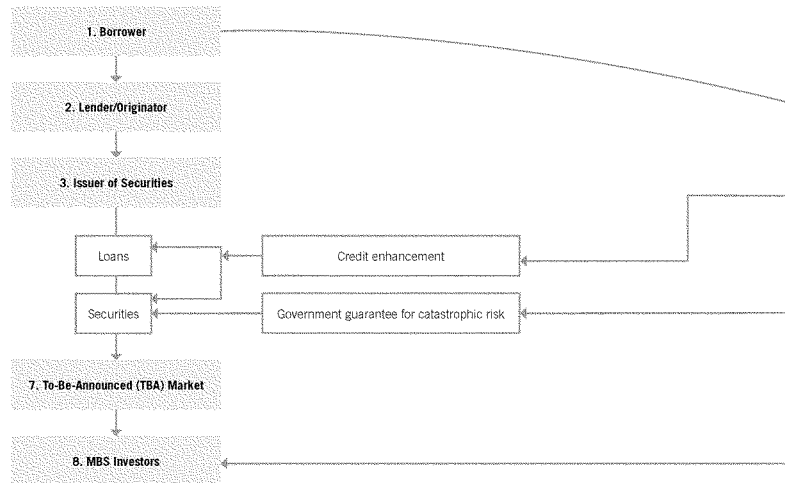 1. Borrower
2. Lender/Originator
3. Issuer of Securities
Loans
Credit enhancement
Securities
Government guarantee for catastrophic risk
7. To-Be-Announced (TBA) Market
8. MBS Investors